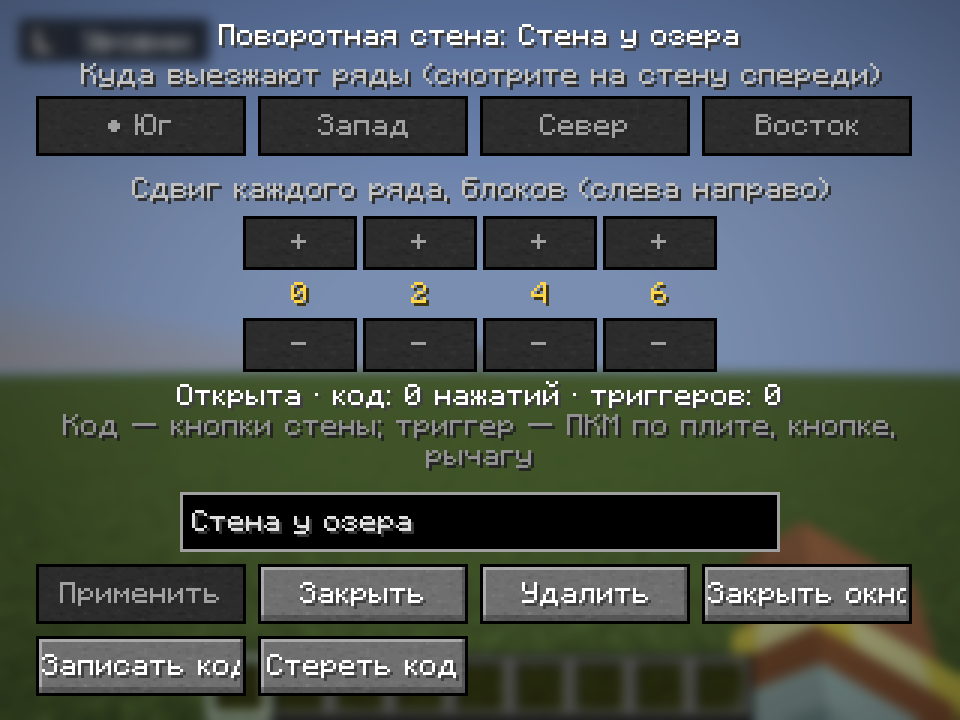 Поворотная стена: Стена у озера
Куда выезжают ряды (смотрите на стену спереди)
• Юг Запад Север Восток
Сдвиг каждого ряда, блоков (слева направо)
+ + + +
0 2 4 6
− − − −
Открыта · код: 0 нажатий · триггеров: 0
Код — кнопки стены; триггер — ПКМ по плите, кнопке,
рычагу
Стена у озера
Применить Закрыть Удалить Закрыть окно
Записать код Стереть код